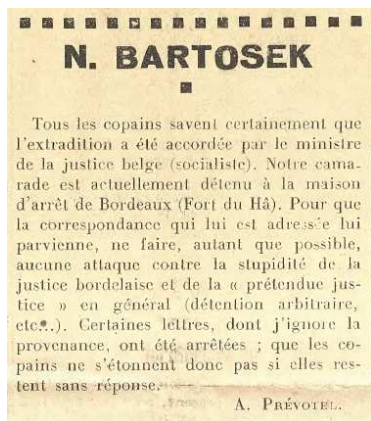 N. BARTOSEK
Tous les copains savent certainement que
l'extradition a été accordée par le ministre
de la justice belge (socialiste). Notre cama-
rade est actuellement détenu à la maison
d'arrêt de Bordeaux (Fort du Hâ). Pour que
la correspondance qui lui est adressée lui
parvienne, ne faire, autant que possible,
aucune attaque contre la stupidité de la
justice bordelaise et de la « prétendue jus-
tice » en général (détention arbitraire,
etc...). Certaines lettres, dont j'ignore la
provenance, ont été arrêtées ; que les co-
pains ne s'étonnent donc pas si elles res-
tent sans réponse.
A. PRÉVOTEL.